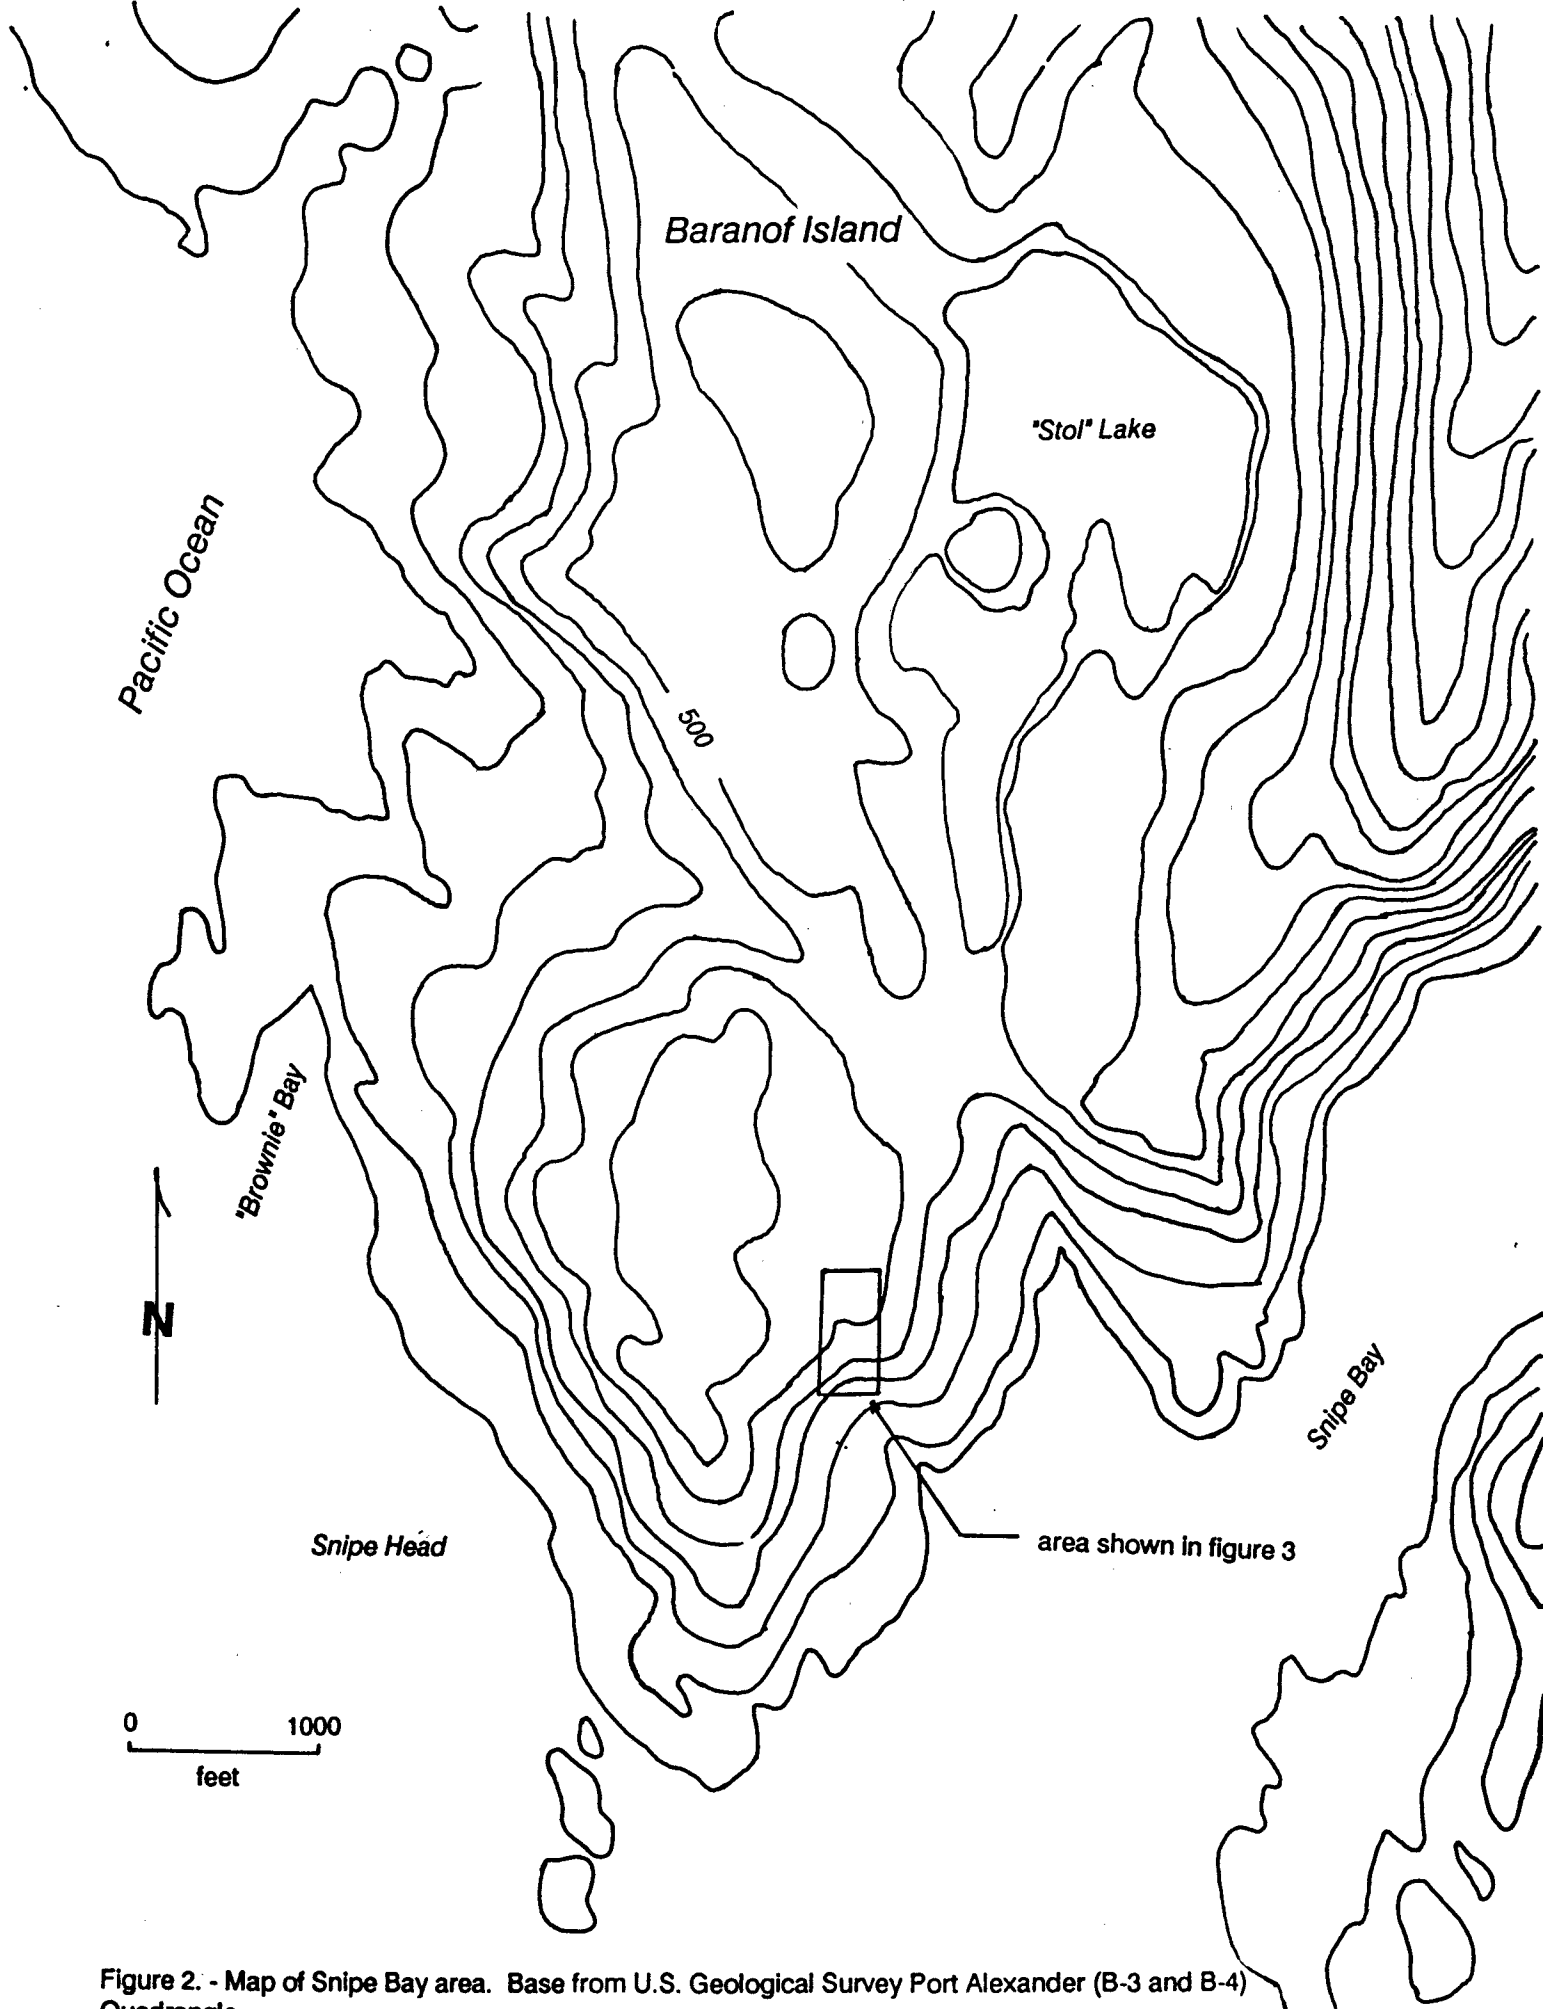 Baranof Island
"Stol" Lake
Pacific Ocean
500
"Brownie" Bay
N
Snipe Bay
Snipe Head
area shown in figure 3
0 1000
feet
Figure 2. - Map of Snipe Bay area. Base from U.S. Geological Survey Port Alexander (B-3 and B-4)
Quadrangle